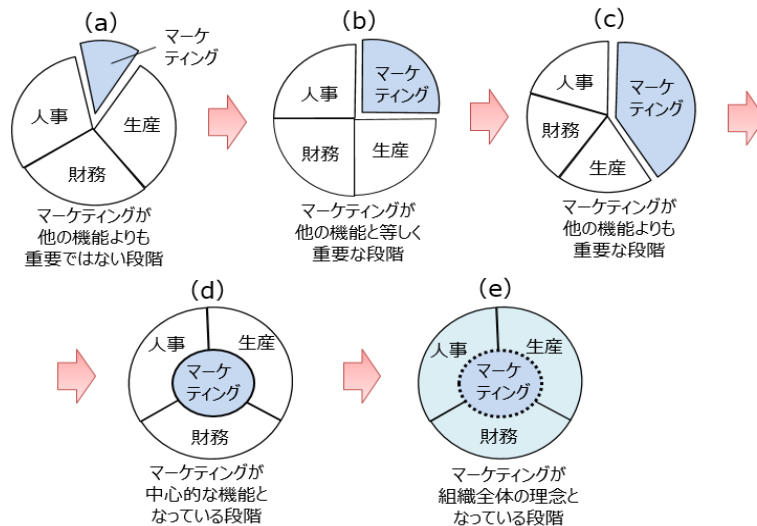 (a)
マーケ
ティング
人事
生産
財務
マーケティングが
他の機能よりも
重要ではない段階
(b)
人事
マーケ
ティング
財務
生産
マーケティングが
他の機能と等しく
重要な段階
(c)
人事
マーケ
ティング
財務
生産
マーケティングが
他の機能よりも
重要な段階
(d)
人事
生産
マーケ
ティング
財務
マーケティングが
中心的な機能と
なっている段階
(e)
人事
生産
マーケ
ティング
財務
マーケティングが
組織全体の理念と
なっている段階